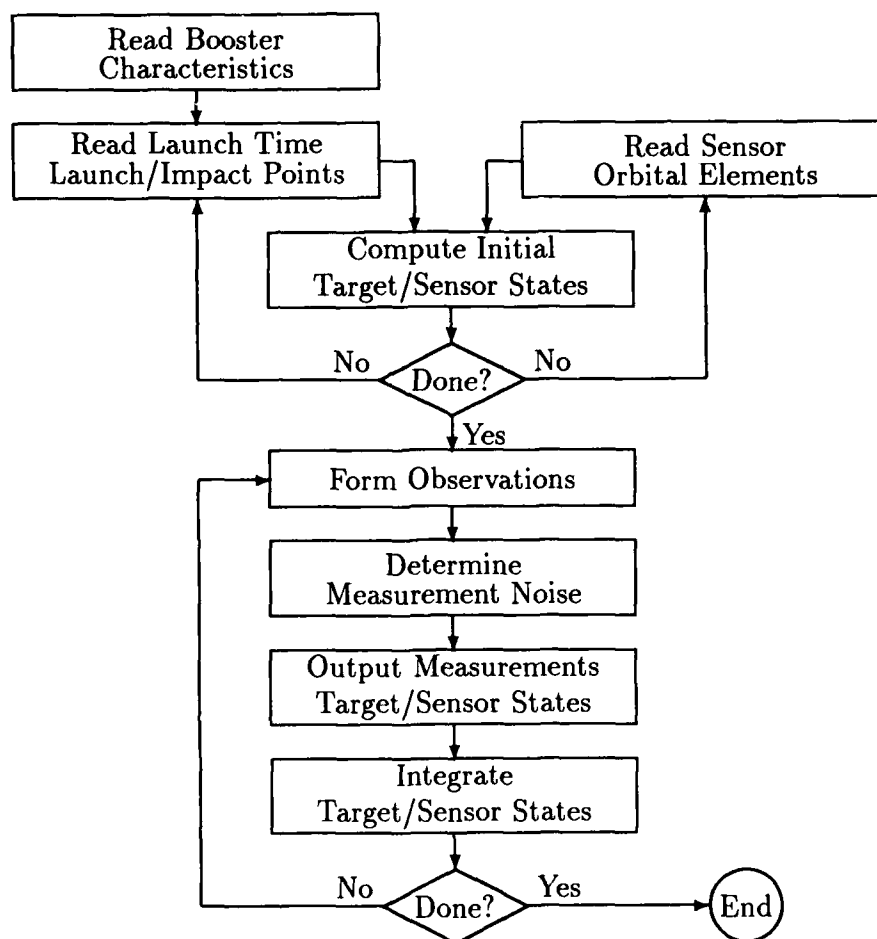 Read Booster
Characteristics
Read Launch Time
Launch/Impact Points
Read Sensor
Orbital Elements
Compute Initial
Target/Sensor States
No
Done?
No
Yes
Form Observations
Determine
Measurement Noise
Output Measurements
Target/Sensor States
Integrate
Target/Sensor States
No
Done?
Yes
End